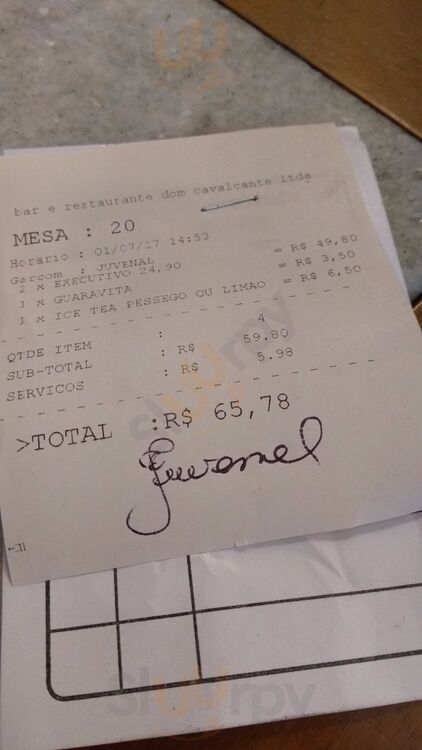 bar e restaurante dom cavalcante ltda
MESA : 20
Horario : 01/07/17 14:53
Garcom : JUVENAL
2 x EXECUTIVO 24,90 = R$ 49,80
1 x GUARAVITA = R$ 3,50
1 x ICE TEA PESSEGO OU LIMAO = R$ 6,50
QTDE ITEM : 4
SUB-TOTAL : R$ 59.80
SERVICOS : R$ 5.98
>TOTAL :R$ 65,78
Juvenal
Sluurpy
Sluurpy